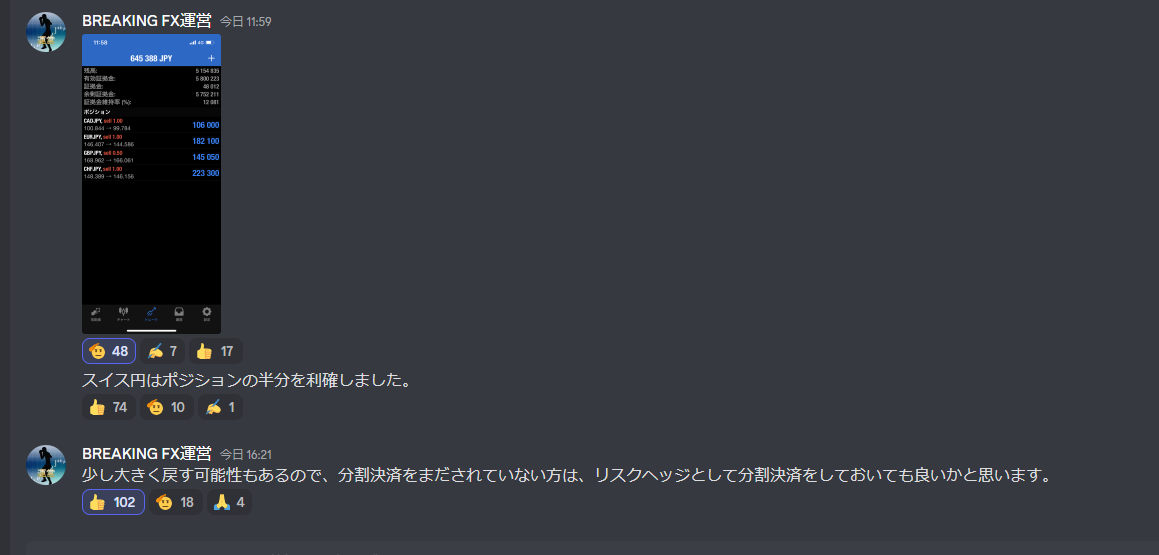 BREAKING FX運営 今日 11:59
11:58 4G
645 388 JPY +
残高: 5 154 835
有効証拠金: 5 800 223
証拠金: 48 012
余剰証拠金: 5 752 211
証拠金維持率 (%): 12 081
ポジション
CADJPY, sell 1.00
100.844 → 99.784 106 000
EURJPY, sell 1.00
146.407 → 144.586 182 100
GBPJPY, sell 0.50
168.962 → 166.061 145 050
CHFJPY, sell 1.00
148.389 → 146.156 223 300
チャート トレード
48 7 17
スイス円はポジションの半分を利確しました。
74 10 1
BREAKING FX運営 今日 16:21
少し大きく戻す可能性もあるので、分割決済をまだされていない方は、リスクヘッジとして分割決済をしておいても良いかと思います。
102 18 4